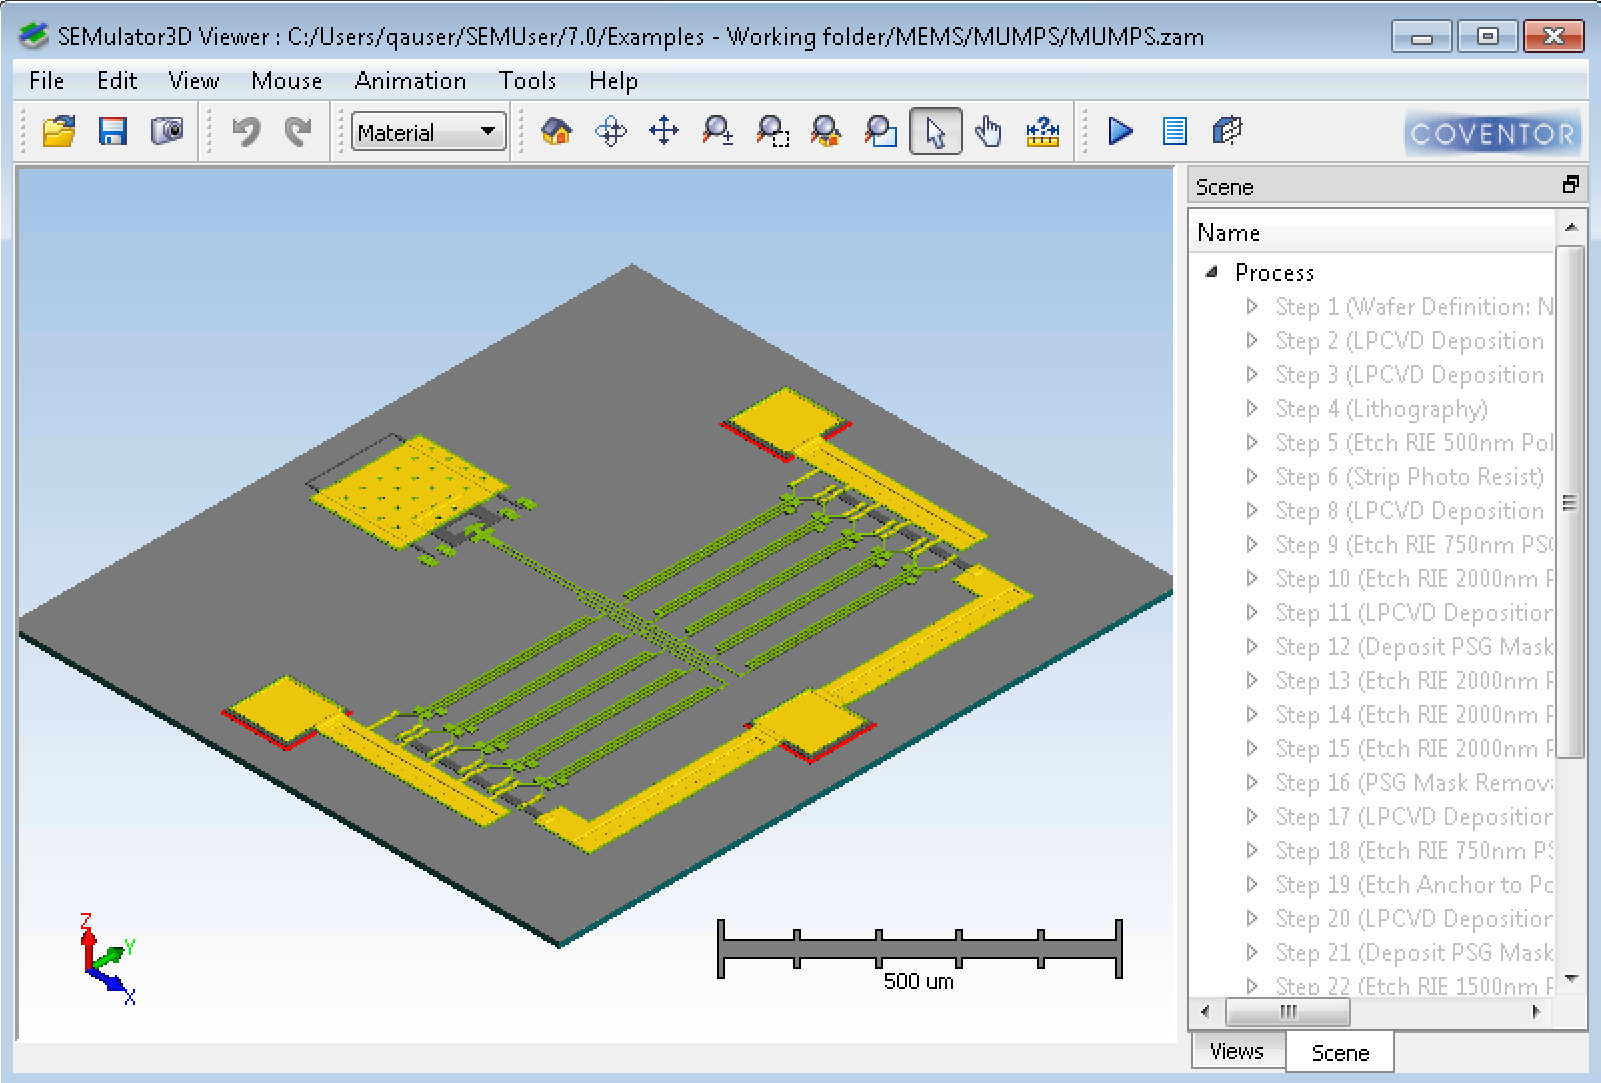 SEMulator3D Viewer : C:/Users/qauser/SEMUser/7.0/Examples - Working folder/MEMS/MUMPS/MUMPS.zam
File Edit View Mouse Animation Tools Help
Material
COVENTOR
Scene
Name
Process
Step 1 (Wafer Definition: N
Step 2 (LPCVD Deposition
Step 3 (LPCVD Deposition
Step 4 (Lithography)
Step 5 (Etch RIE 500nm Pol
Step 6 (Strip Photo Resist)
Step 8 (LPCVD Deposition
Step 9 (Etch RIE 750nm PSG
Step 10 (Etch RIE 2000nm P
Step 11 (LPCVD Deposition
Step 12 (Deposit PSG Mask
Step 13 (Etch RIE 2000nm P
Step 14 (Etch RIE 2000nm P
Step 15 (Etch RIE 2000nm P
Step 16 (PSG Mask Remova
Step 17 (LPCVD Deposition
Step 18 (Etch RIE 750nm PS
Step 19 (Etch Anchor to Po
Step 20 (LPCVD Deposition
Step 21 (Deposit PSG Mask
Step 22 (Etch RIE 1500nm P
Z
Y
X
500 um
Views Scene